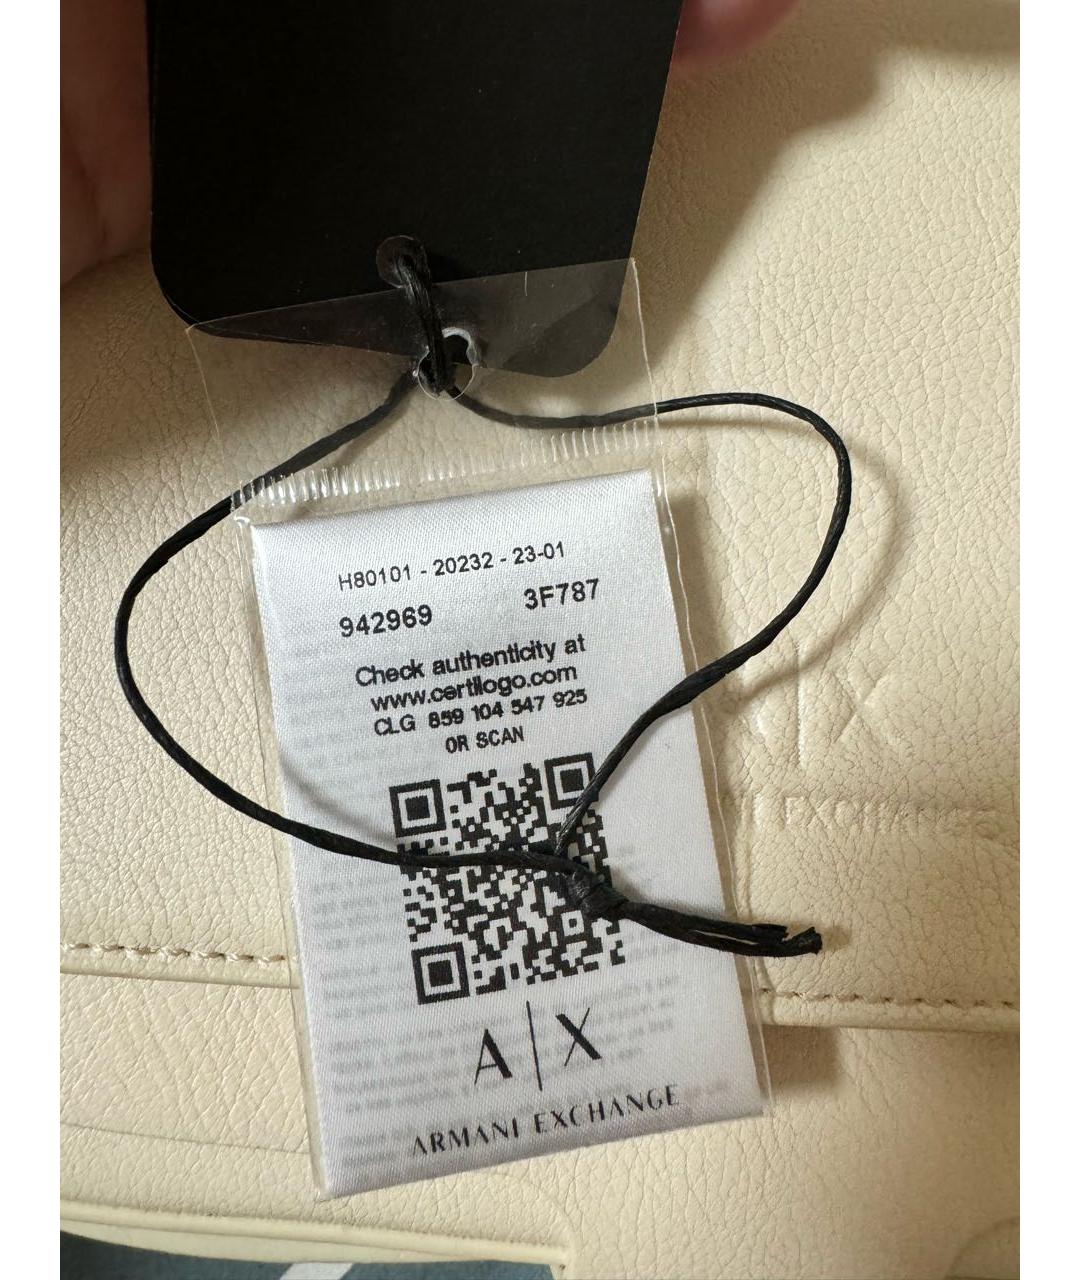 H80101 - 20232 - 23-01
942969 3F787
Check authenticity at
www.certilogo.com
CLG 859 104 547 925
OR SCAN
A|X
ARMANI EXCHANGE
A|X
EXCHANGE